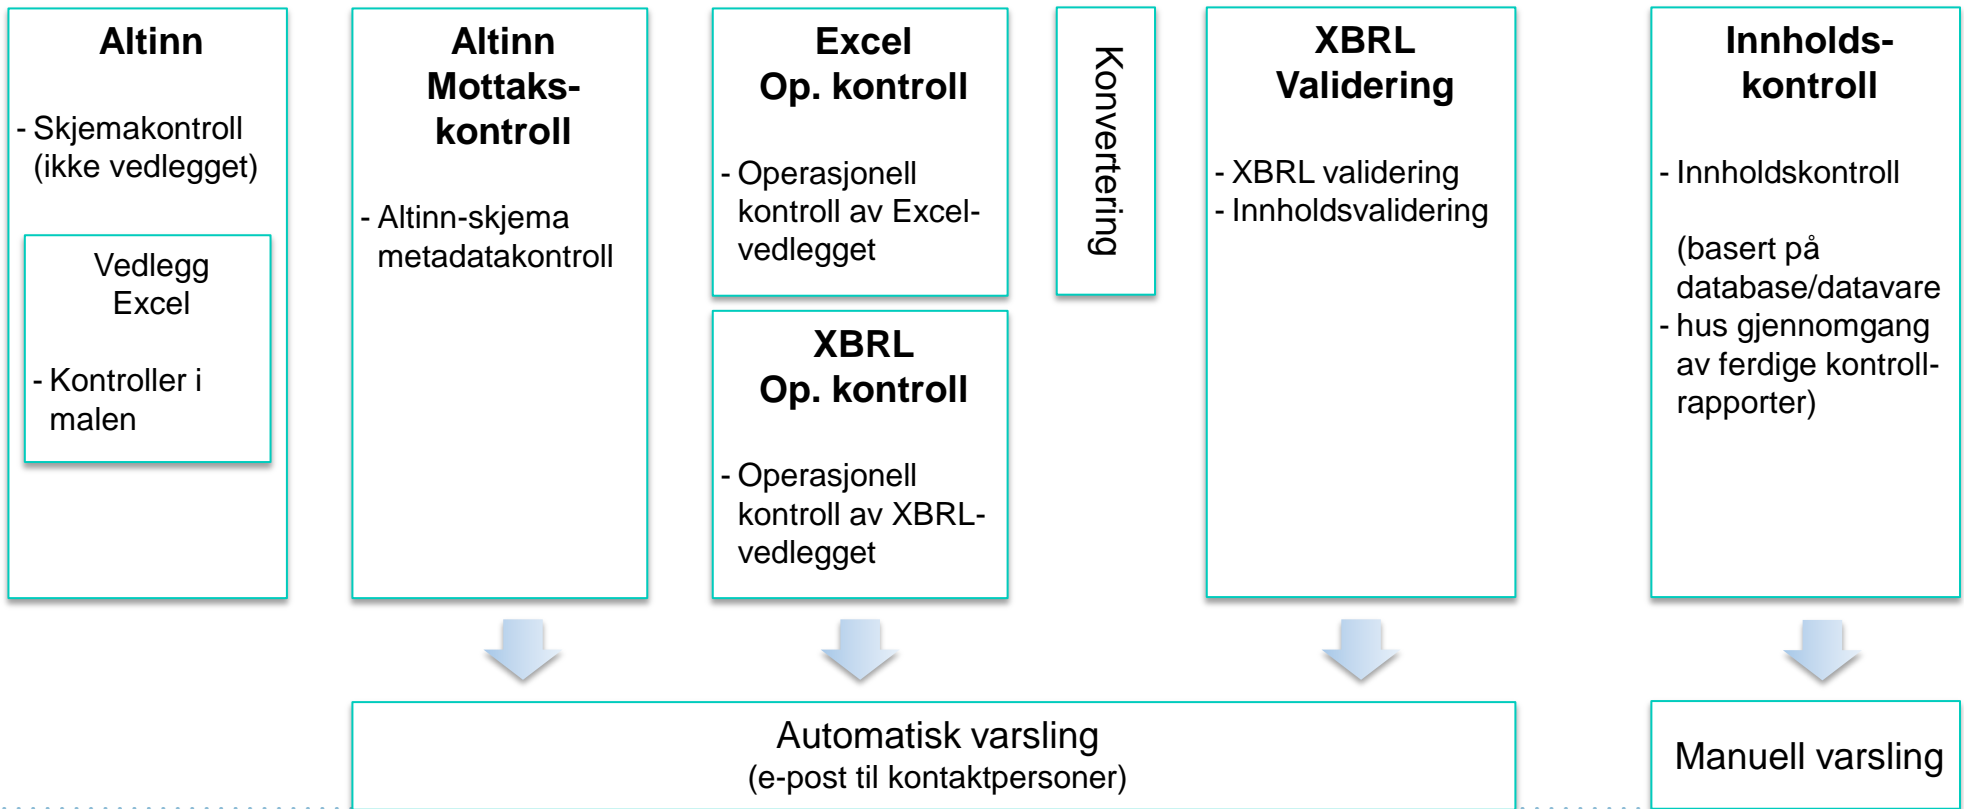 Altinn
- Skjemakontroll
(ikke vedlegget)
Vedlegg
Excel
- Kontroller i
malen
Altinn
Mottaks-
kontroll
- Altinn-skjema
metadatakontroll
Excel
Op. kontroll
- Operasjonell
kontroll av Excel-
vedlegget
XBRL
Op. kontroll
- Operasjonell
kontroll av XBRL-
vedlegget
Konvertering
XBRL
Validering
- XBRL validering
- Innholdsvalidering
Innholds-
kontroll
- Innholdskontroll
(basert på
database/datavare
- hus gjennomgang
av ferdige kontroll-
rapporter)
Automatisk varsling
(e-post til kontaktpersoner)
Manuell varsling